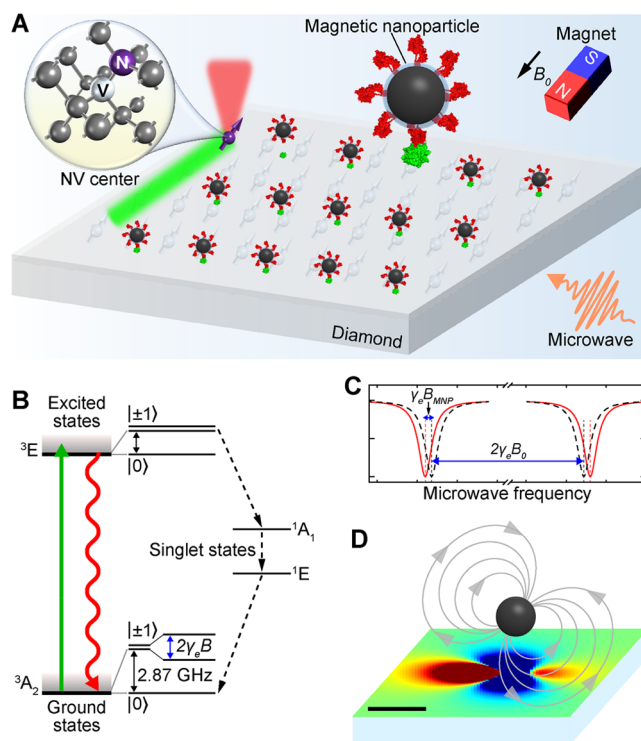 A
Magnetic nanoparticle
Magnet
B₀
S
N
N
V
NV center
Diamond
Microwave
B
Excited
states
³E
|±1⟩
|0⟩
¹A₁
Singlet states
¹E
|±1⟩
2γₑB
2.87 GHz
³A₂
Ground
states
|0⟩
C
γₑB_MNP
2γₑB₀
Microwave frequency
D